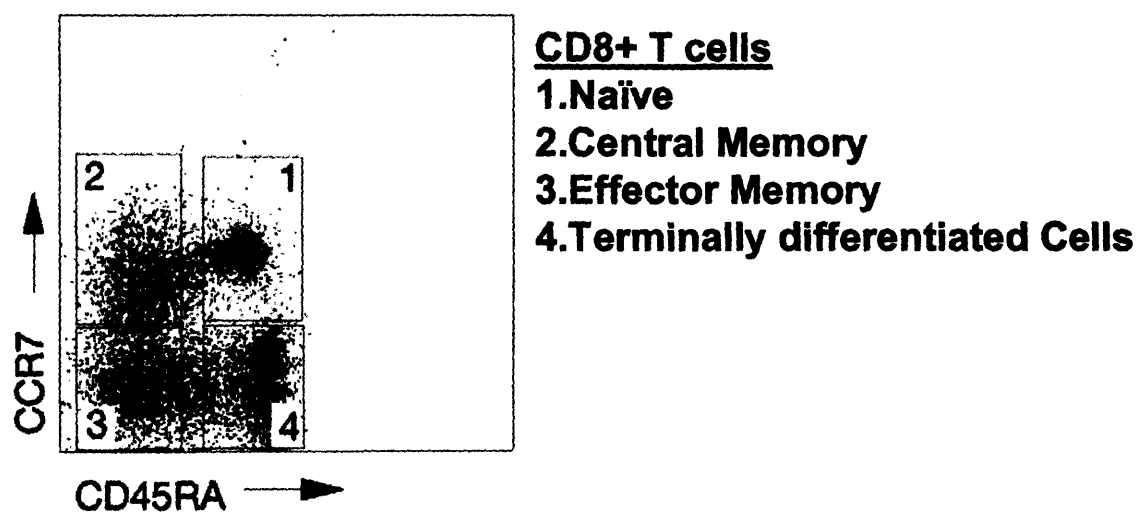 CD8+ T cells
1.Naïve
2.Central Memory
3.Effector Memory
4.Terminally differentiated Cells
2
1
3
4
CCR7
CD45RA